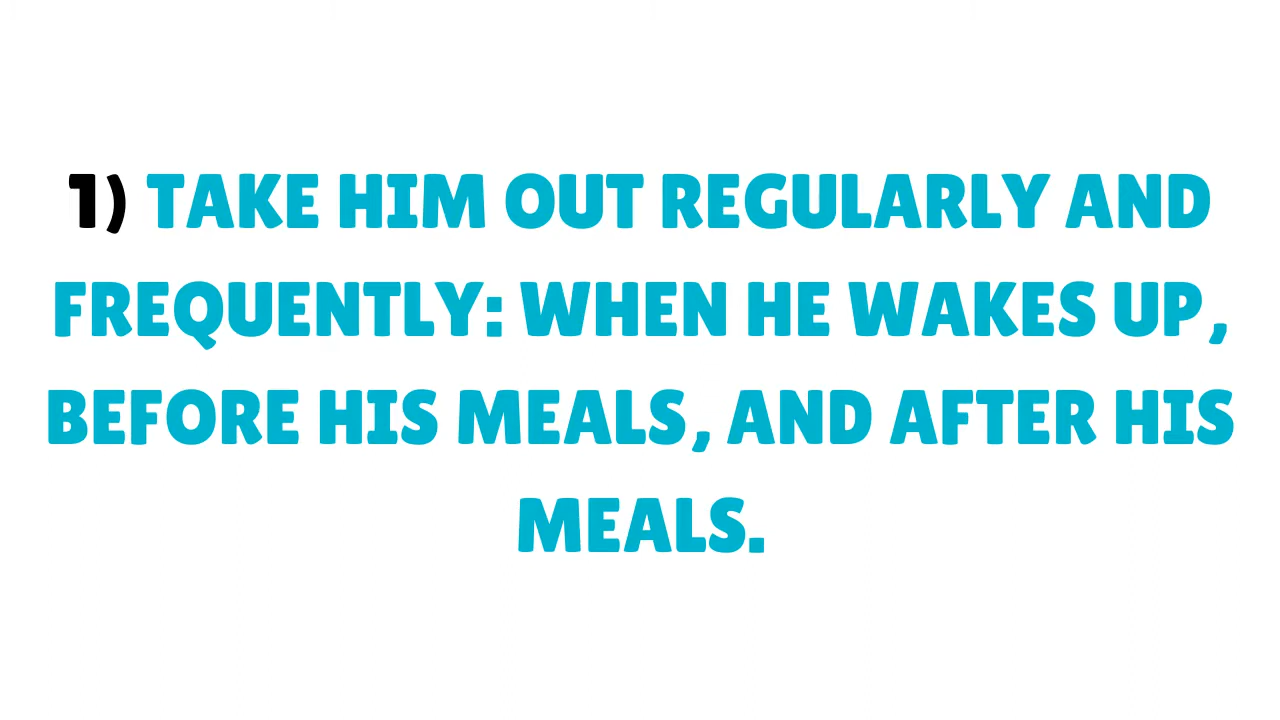 1) TAKE HIM OUT REGULARLY AND
FREQUENTLY: WHEN HE WAKES UP,
BEFORE HIS MEALS, AND AFTER HIS
MEALS.